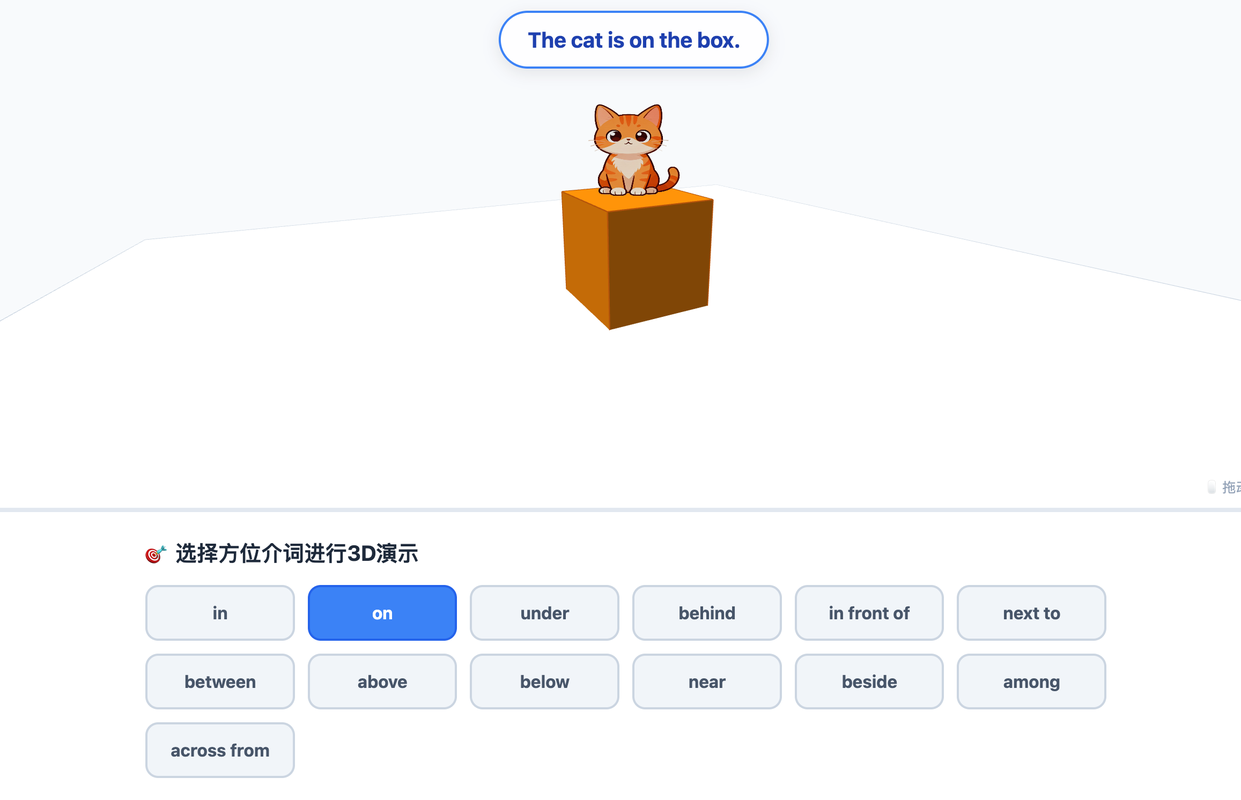 The cat is on the box.
拖
选择方位介词进行3D演示
in
on
under
behind
in front of
next to
between
above
below
near
beside
among
across from